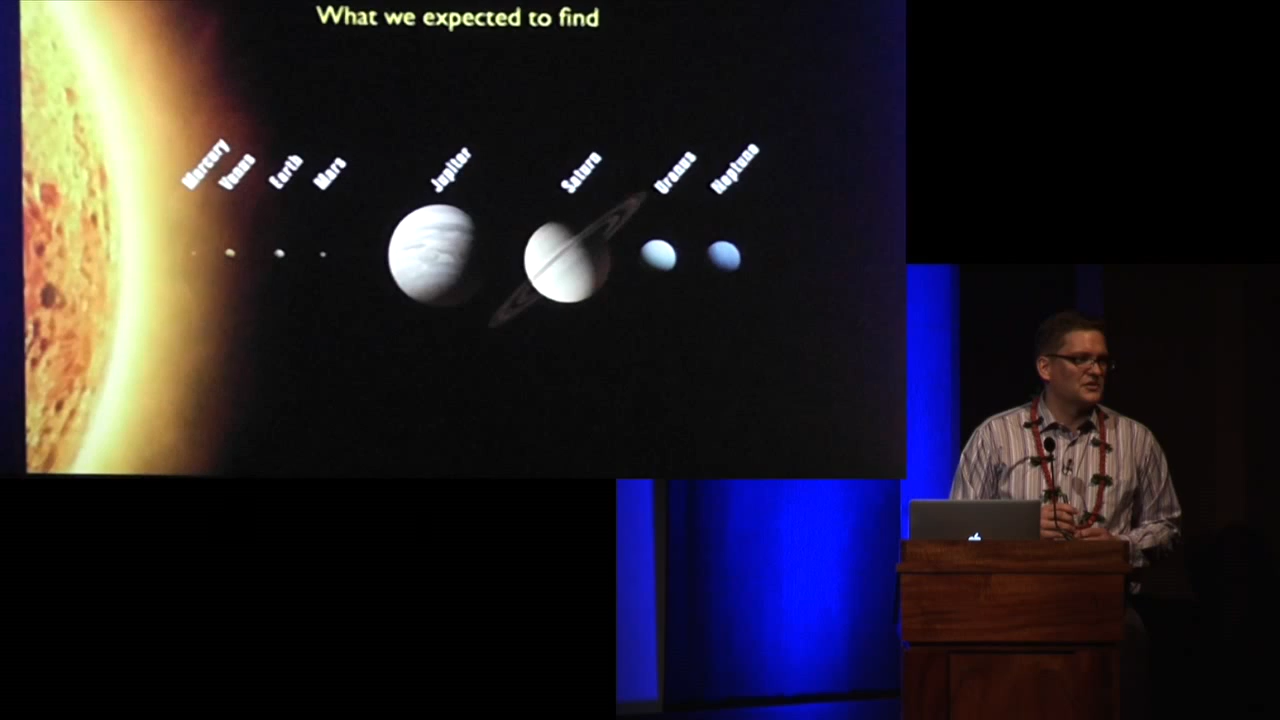 What we expected to find
Mercury
Venus
Earth
Mars
Jupiter
Saturn
Uranus
Neptune